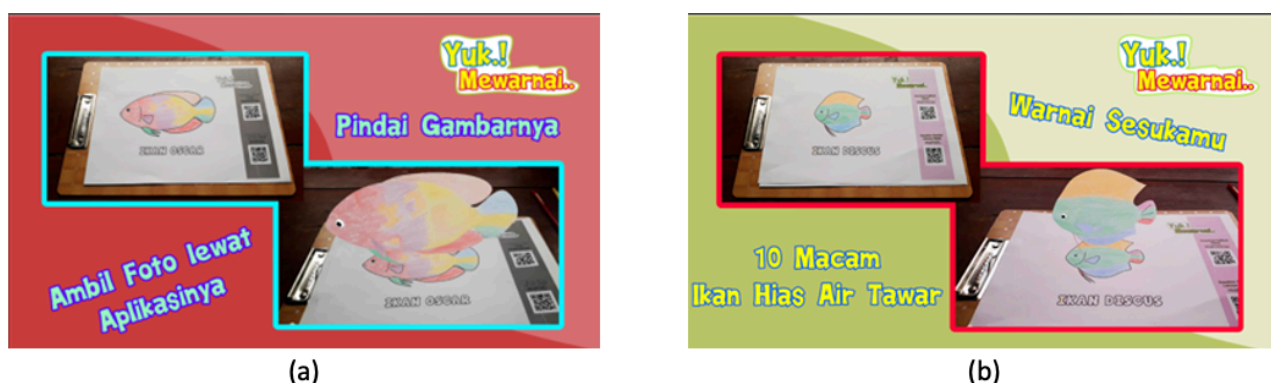 Yuk.!
Mewarnai..
Pindai Gambarnya
IKAN OSCAR
Ambil Foto lewat
Aplikasinya
IKAN OSCAR
(a)
Yuk.!
Mewarnai..
Warnai Sesukamu
IKAN DISCUS
10 Macam
Ikan Hias Air Tawar
IKAN DISCUS
(b)